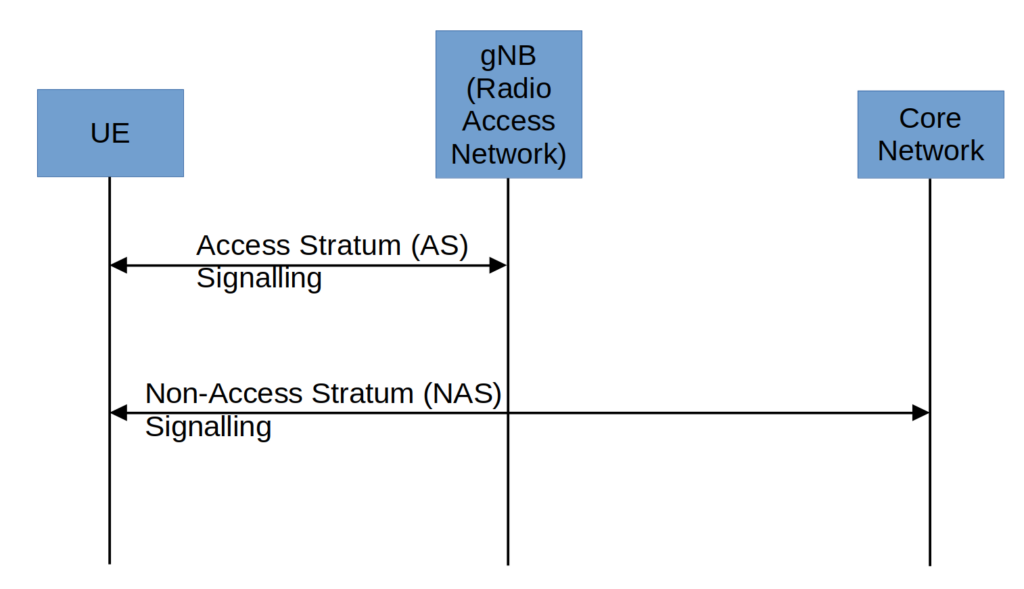 UE
gNB
(Radio
Access
Network)
Core
Network
Access Stratum (AS)
Signalling
Non-Access Stratum (NAS)
Signalling